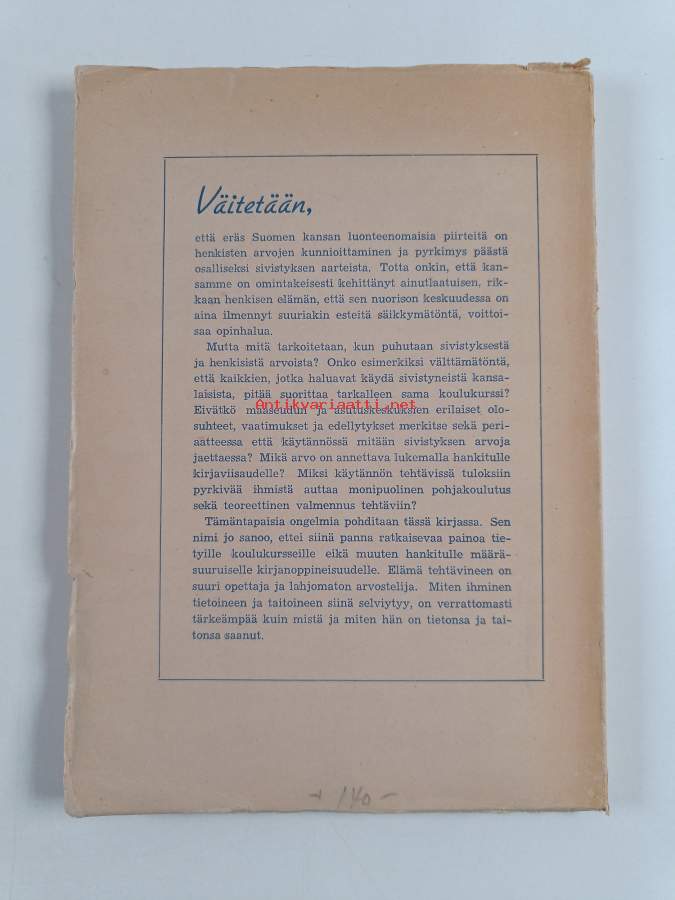 Väitetään,
että eräs Suomen kansan luonteenomaisia piirteitä on
henkisten arvojen kunnioittaminen ja pyrkimys päästä
osalliseksi sivistyksen aarteista. Totta onkin, että kan-
samme on omintakeisesti kehittänyt ainutlaatuisen, rik-
kaan henkisen elämän, että sen nuorison keskuudessa on
aina ilmennyt suuriakin esteitä säikkymätöntä, voittoi-
saa opinhalua.
Mutta mitä tarkoitetaan, kun puhutaan sivistyksestä
ja henkisistä arvoista? Onko esimerkiksi välttämätöntä,
että kaikkien, jotka haluavat käydä sivistyneistä kansa-
laisista, pitää suorittaa tarkalleen sama koulukurssi?
Antikvariaatti.net
Eivätkö maaseudun ja asutuskeskuksien erilaiset olo-
suhteet, vaatimukset ja edellytykset merkitse sekä peri-
aatteessa että käytännössä mitään sivistyksen arvoja
jaettaessa? Mikä arvo on annettava lukemalla hankitulle
kirjaviisaudelle? Miksi käytännön tehtävissä tuloksiin
pyrkivää ihmistä auttaa monipuolinen pohjakoulutus
sekä teoreettinen valmennus tehtäviin?
Tämäntapaisia ongelmia pohditaan tässä kirjassa. Sen
nimi jo sanoo, ettei siinä panna ratkaisevaa painoa tie-
tyille koulukursseille eikä muuten hankitulle määrä-
suuruiselle kirjanoppineisuudelle. Elämä tehtävineen on
suuri opettaja ja lahjomaton arvostelija. Miten ihminen
tietoineen ja taitoineen siinä selviytyy, on verrattomasti
tärkeämpää kuin mistä ja miten hän on tietonsa ja tai-
tonsa saanut.
140 -